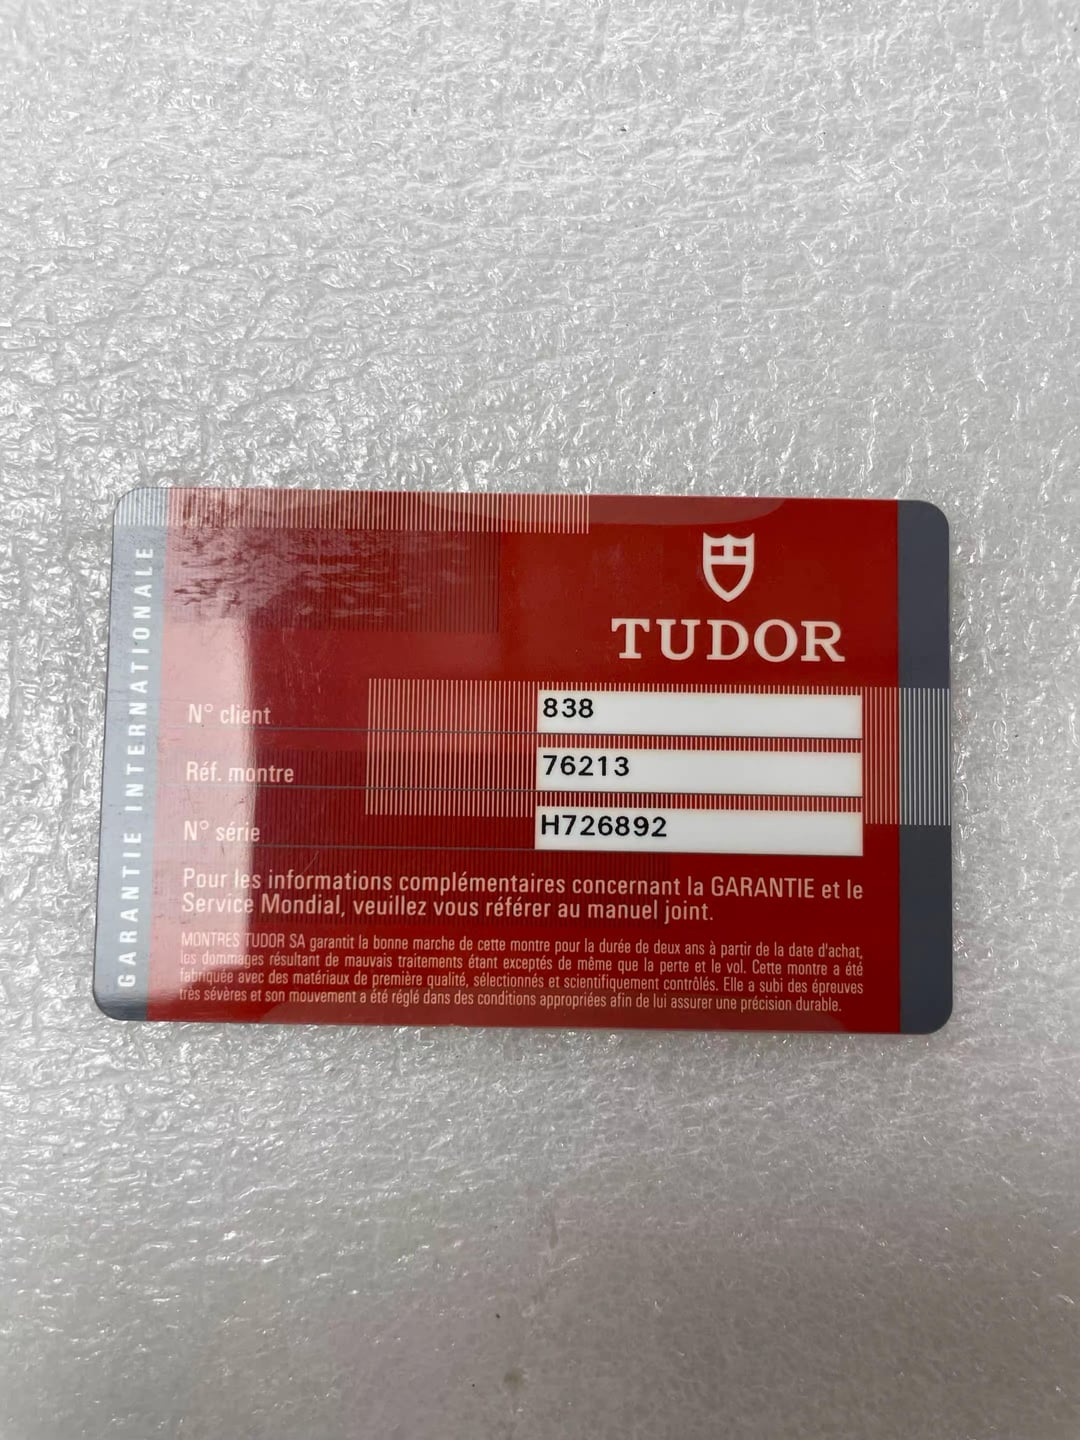 GARANTIE INTERNATIONALE
TUDOR
N° client 838
Réf. montre 76213
N° série H726892
Pour les informations complémentaires concernant la GARANTIE et le
Service Mondial, veuillez vous référer au manuel joint.
MONTRES TUDOR SA garantit la bonne marche de cette montre pour la durée de deux ans à partir de la date d'achat,
les dommages résultant de mauvais traitements étant exceptés de même que la perte et le vol. Cette montre a été
fabriquée avec des matériaux de première qualité, sélectionnés et scientifiquement contrôlés. Elle a subi des épreuves
très sévères et son mouvement a été réglé dans des conditions appropriées afin de lui assurer une précision durable.